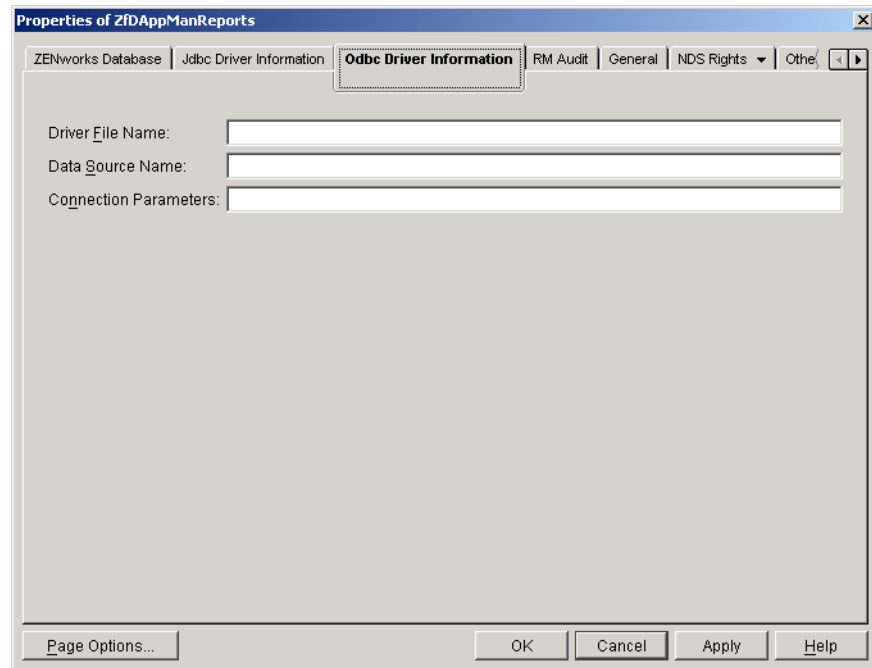 Properties of ZfDAppManReports
ZENworks Database Jdbc Driver Information Odbc Driver Information RM Audit General NDS Rights Othe
Driver File Name:
Data Source Name:
Connection Parameters:
Page Options... OK Cancel Apply Help